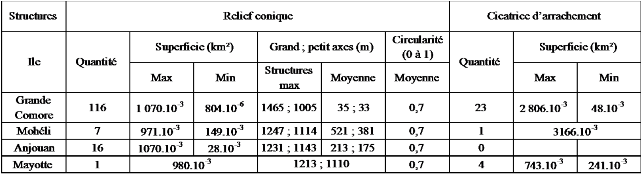 Structures Relief conique Cicatrice d'arrachement
Ile Quantité Superficie (km²) Grand ; petit axes (m) Circularité (0 à 1) Quantité Superficie (km²)
Max Min Structures max Moyenne Moyenne Max Min
Grande Comore 116 1 070.10⁻³ 804.10⁻⁶ 1465 ; 1005 35 ; 33 0,7 23 2 806.10⁻³ 48.10⁻³
Mohéli 7 971.10⁻³ 149.10⁻³ 1247 ; 1114 521 ; 381 0,7 1 3166.10⁻³
Anjouan 16 1070.10⁻³ 28.10⁻³ 1231 ; 1143 213 ; 175 0,7 0
Mayotte 1 980.10⁻³ 1213 ; 1110 0,7 4 743.10⁻³ 241.10⁻³